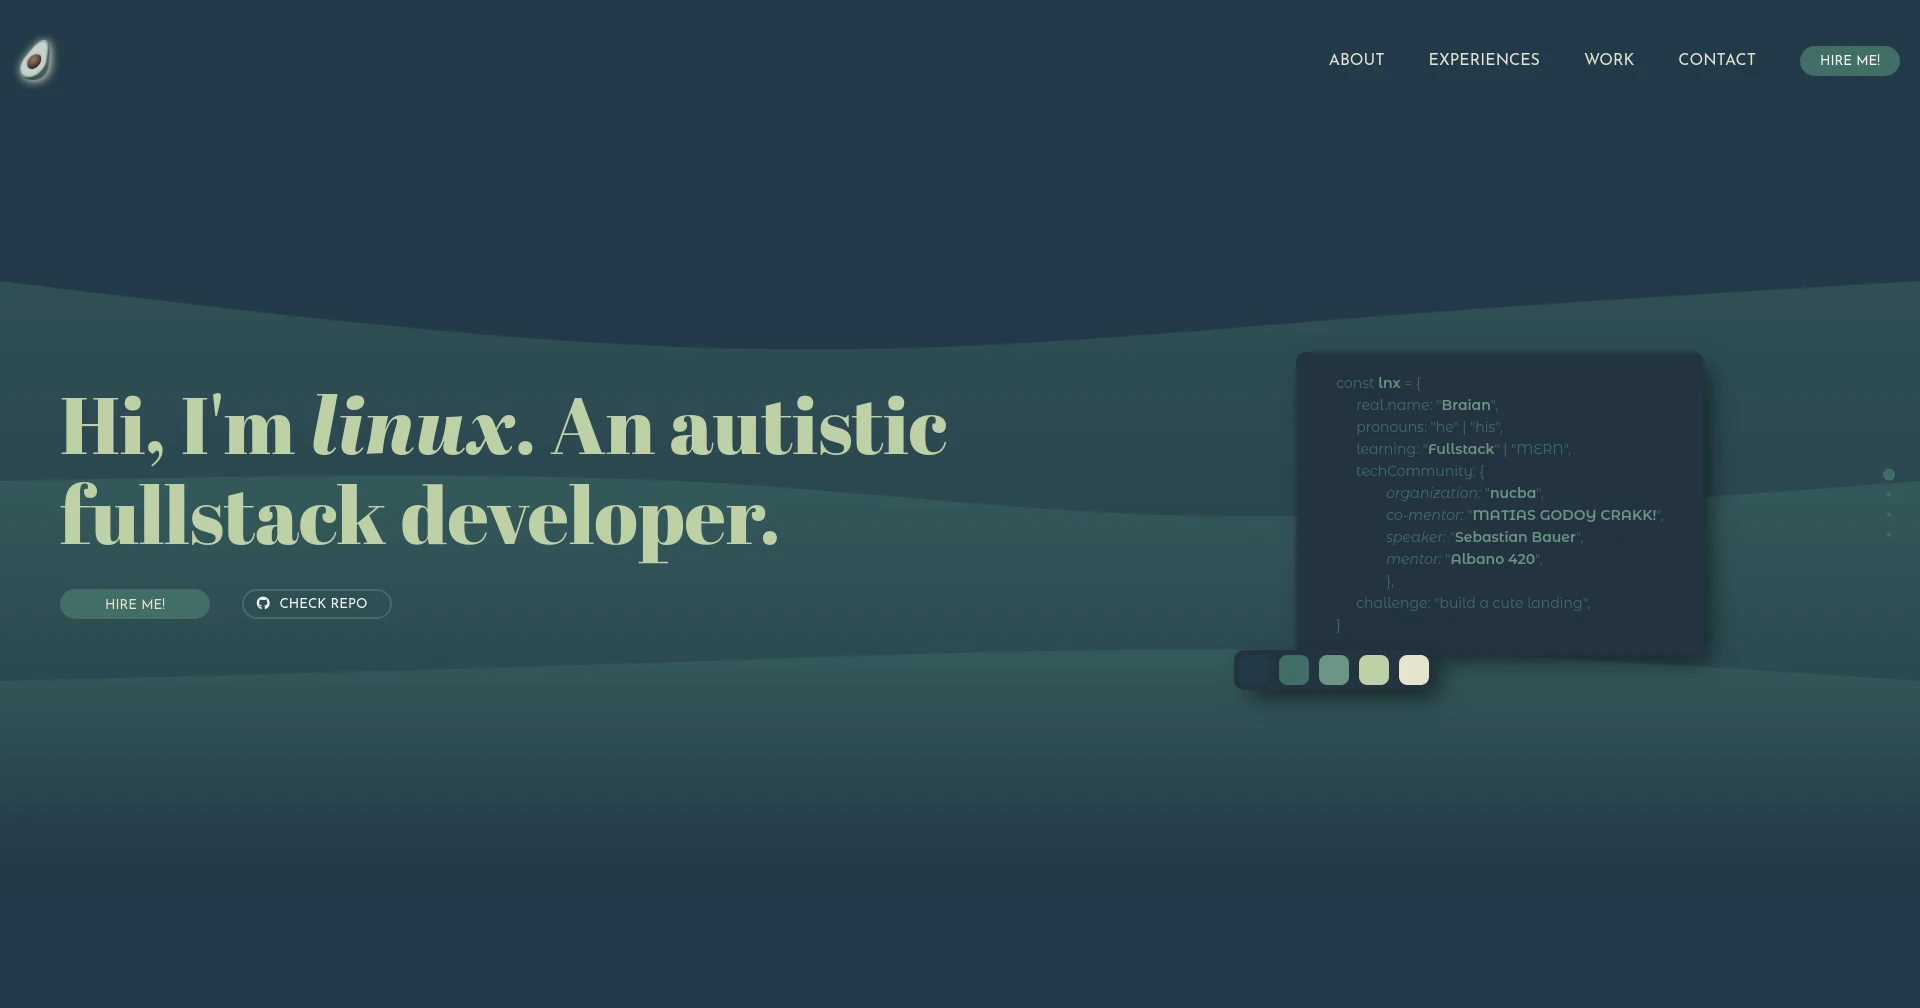 ABOUT
EXPERIENCES
WORK
CONTACT
HIRE ME!
Hi, I'm linux. An autistic
fullstack developer.
HIRE ME!
CHECK REPO
const lnx = {
real.name: "Braian",
pronouns: "he" | "his",
learning: "Fullstack" | "MERN",
techCommunity: {
organization: "nucba",
co-mentor: "MATIAS GODOY CRAKK!",
speaker: "Sebastian Bauer",
mentor: "Albano 420",
},
challenge: "build a cute landing",
}